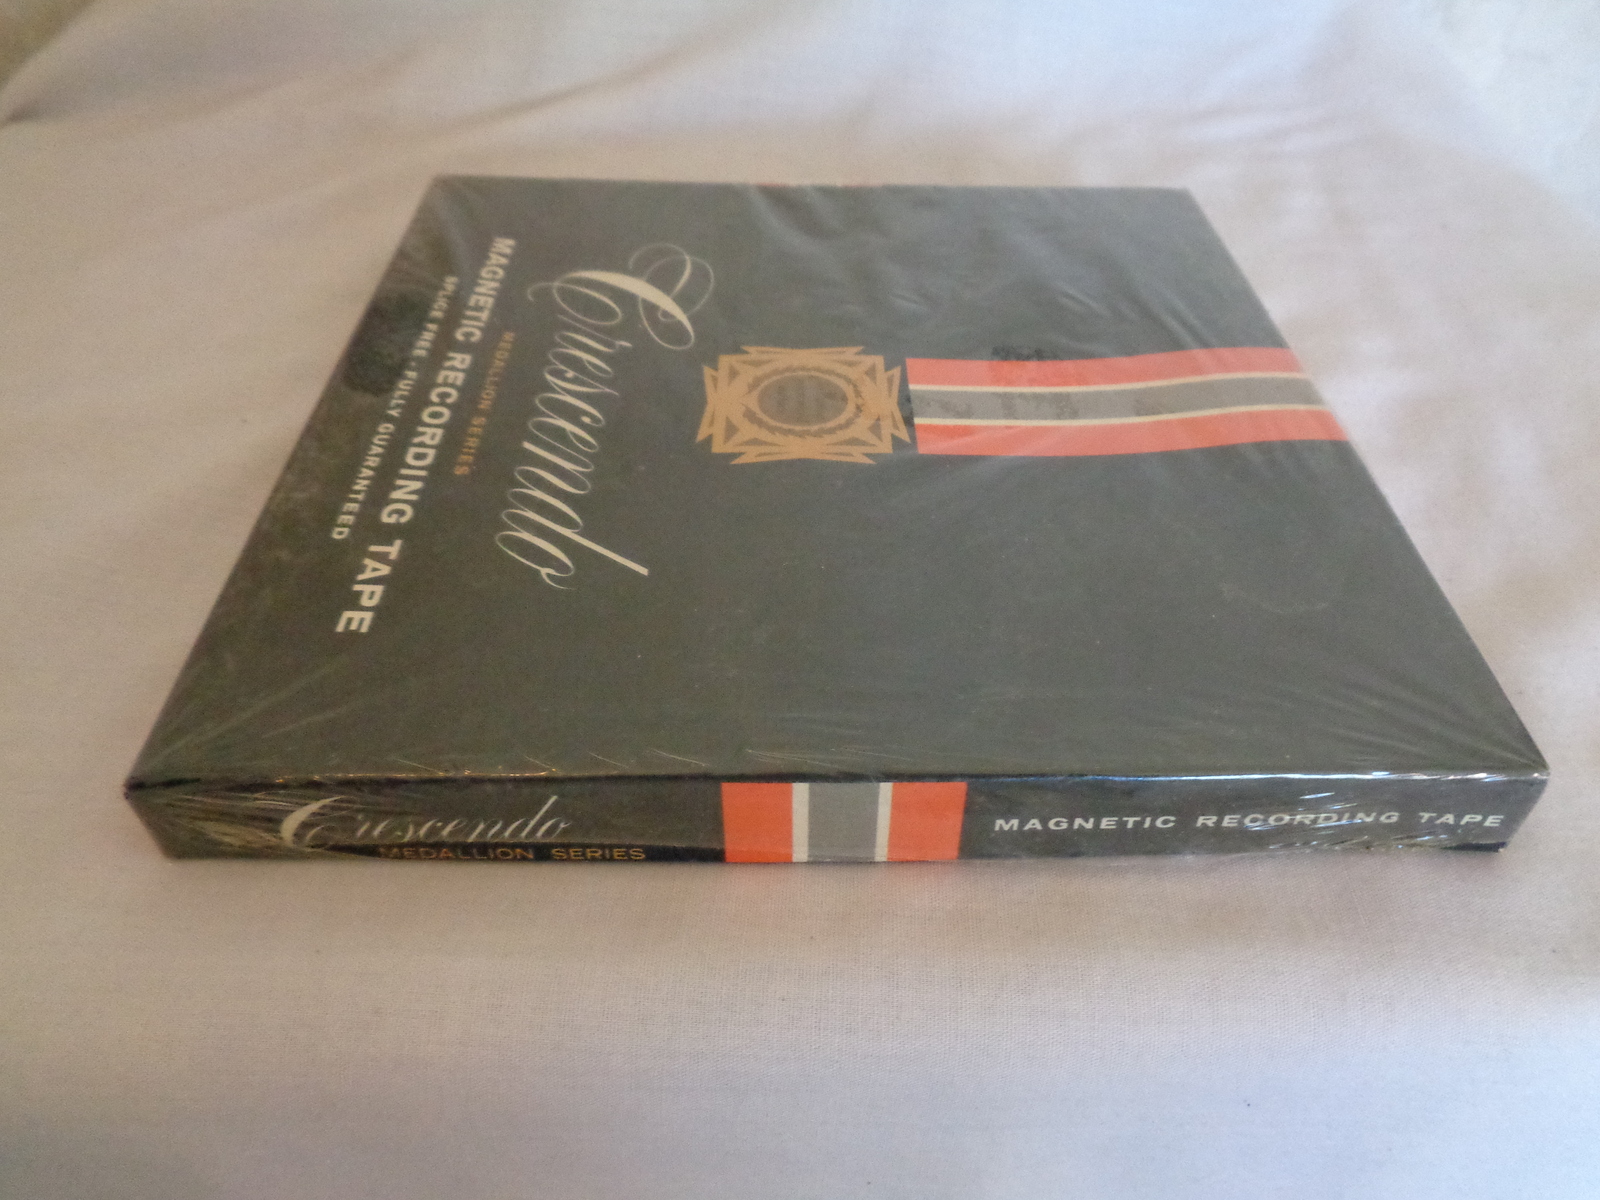 Crescendo
MEDALLION SERIES
MAGNETIC RECORDING TAPE
SPLICE FREE · FULLY GUARANTEED
Crescendo
MEDALLION SERIES
MAGNETIC RECORDING TAPE